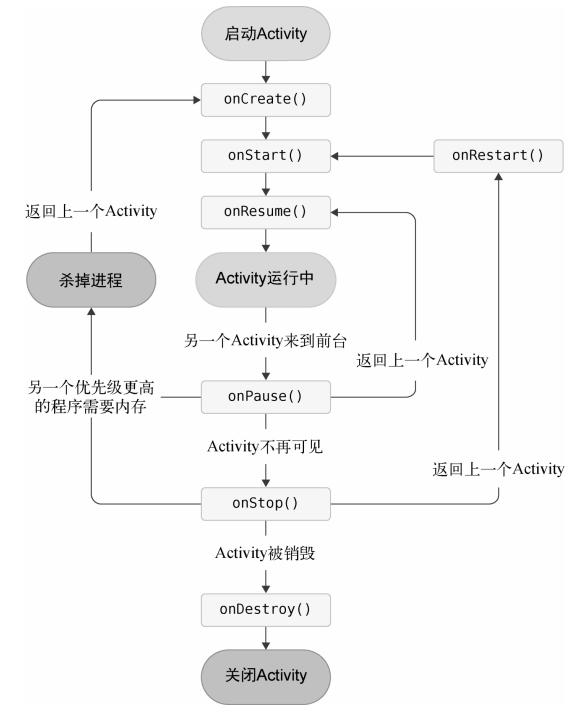 启动Activity
onCreate()
onStart()
onRestart()
返回上一个Activity
onResume()
杀掉进程
Activity运行中
另一个Activity来到前台
返回上一个Activity
另一个优先级更高
的程序需要内存
onPause()
Activity不再可见
返回上一个Activity
onStop()
Activity被销毁
onDestroy()
关闭Activity